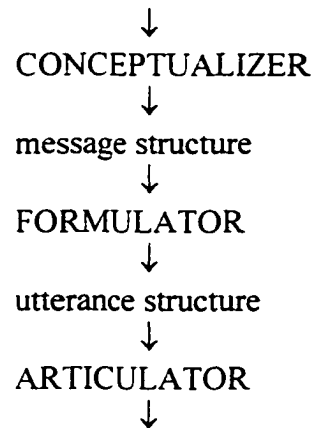 ↓
CONCEPTUALIZER
↓
message structure
↓
FORMULATOR
↓
utterance structure
↓
ARTICULATOR
↓